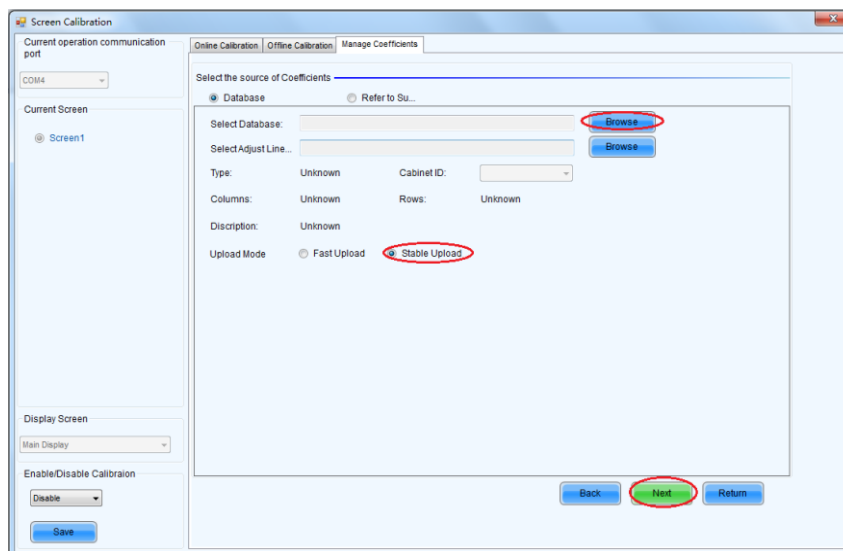 Screen Calibration
Current operation communication
port
COM4
Current Screen
Screen1
Display Screen
Main Display
Enable/Disable Calibraion
Disable
Save
Online Calibration Offline Calibration Manage Coefficients
Select the source of Coefficients
Database Refer to Su...
Select Database: Browse
Select Adjust Line... Browse
Type: Unknown Cabinet ID:
Columns: Unknown Rows: Unknown
Discription: Unknown
Upload Mode Fast Upload Stable Upload
Back Next Return